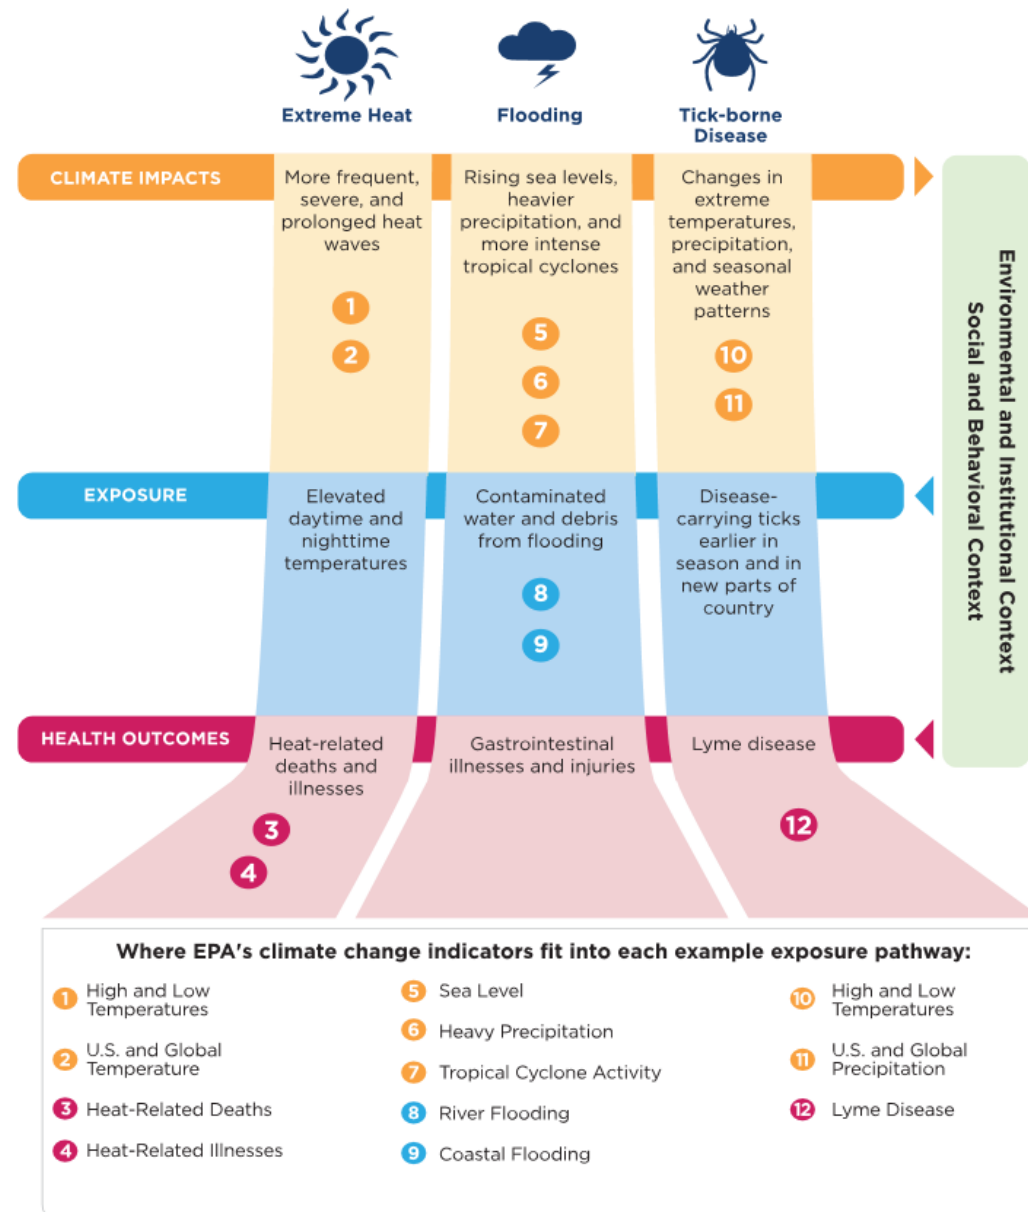 Extreme Heat
Flooding
Tick-borne
Disease
CLIMATE IMPACTS
More frequent,
severe, and
prolonged heat
waves
1
2
Rising sea levels,
heavier
precipitation, and
more intense
tropical cyclones
5
6
7
Changes in
extreme
temperatures,
precipitation,
and seasonal
weather
patterns
10
11
EXPOSURE
Elevated
daytime and
nighttime
temperatures
Contaminated
water and debris
from flooding
8
9
Disease-
carrying ticks
earlier in
season and in
new parts of
country
HEALTH OUTCOMES
Heat-related
deaths and
illnesses
3
4
Gastrointestinal
illnesses and injuries
Lyme disease
12
Environmental and Institutional Context
Social and Behavioral Context
Where EPA's climate change indicators fit into each example exposure pathway:
1 High and Low
Temperatures
2 U.S. and Global
Temperature
3 Heat-Related Deaths
4 Heat-Related Illnesses
5 Sea Level
6 Heavy Precipitation
7 Tropical Cyclone Activity
8 River Flooding
9 Coastal Flooding
10 High and Low
Temperatures
11 U.S. and Global
Precipitation
12 Lyme Disease